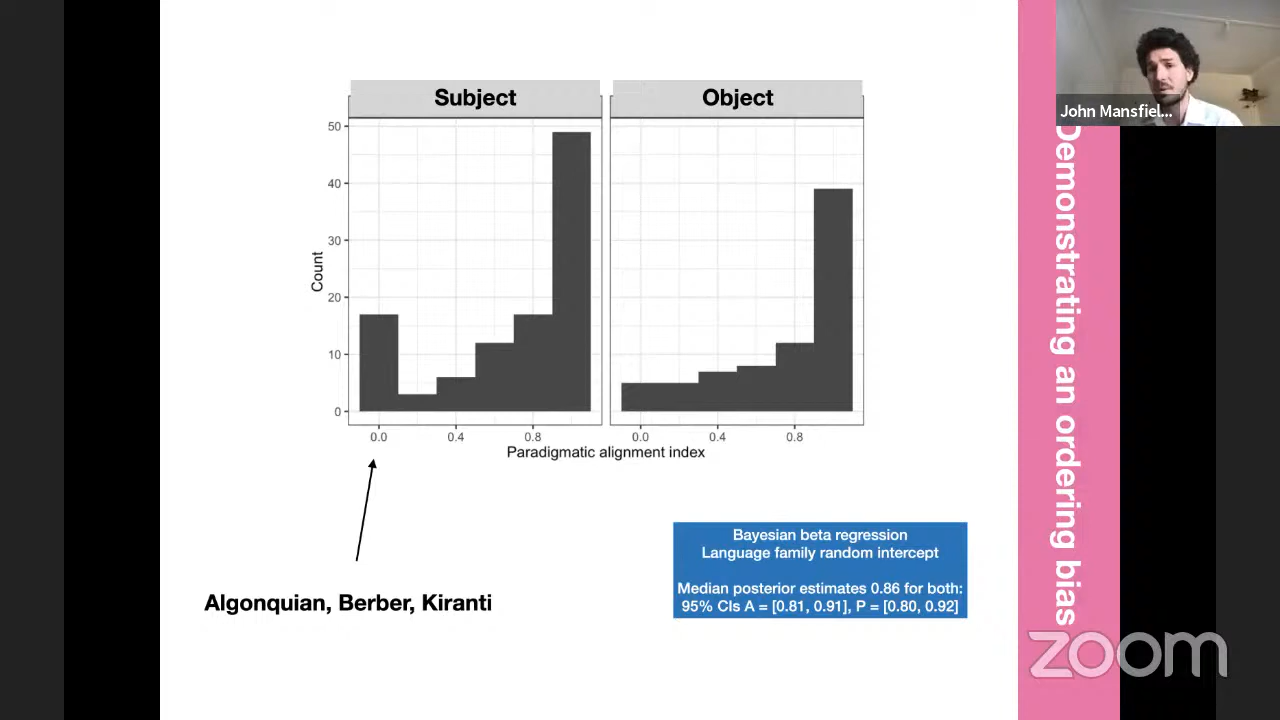 Subject
Object
50
40
30
20
10
0
Count
0.0
0.4
0.8
0.0
0.4
0.8
Paradigmatic alignment index
Algonquian, Berber, Kiranti
Bayesian beta regression
Language family random intercept
Median posterior estimates 0.86 for both:
95% CIs A = [0.81, 0.91], P = [0.80, 0.92]
Demonstrating an ordering bias
John Mansfiel...
zoom